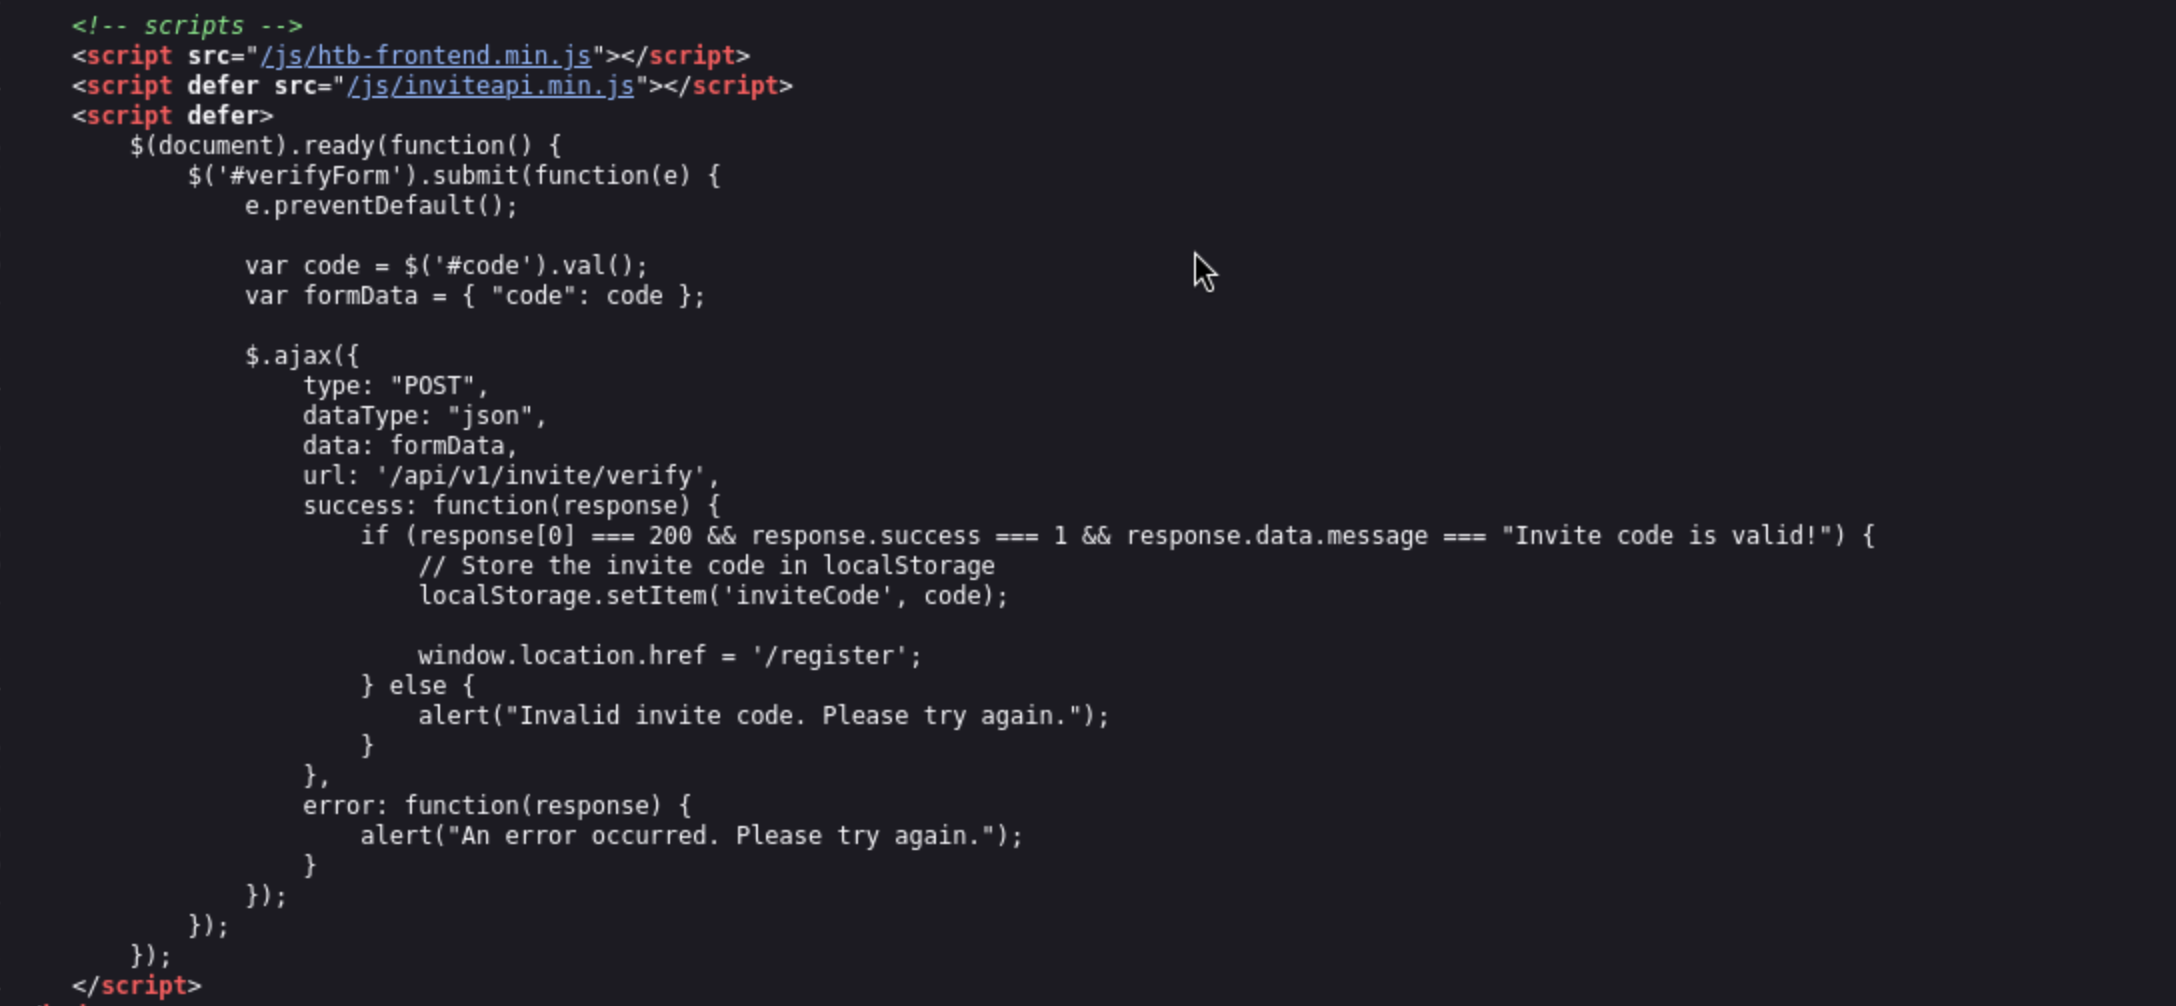 <!-- scripts -->
<script src="/js/htb-frontend.min.js"></script>
<script defer src="/js/inviteapi.min.js"></script>
<script defer>
$(document).ready(function() {
$('#verifyForm').submit(function(e) {
e.preventDefault();
var code = $('#code').val();
var formData = { "code": code };
$.ajax({
type: "POST",
dataType: "json",
data: formData,
url: '/api/v1/invite/verify',
success: function(response) {
if (response[0] === 200 && response.success === 1 && response.data.message === "Invite code is valid!") {
// Store the invite code in localStorage
localStorage.setItem('inviteCode', code);
window.location.href = '/register';
} else {
alert("Invalid invite code. Please try again.");
}
},
error: function(response) {
alert("An error occurred. Please try again.");
}
});
});
});
</script>